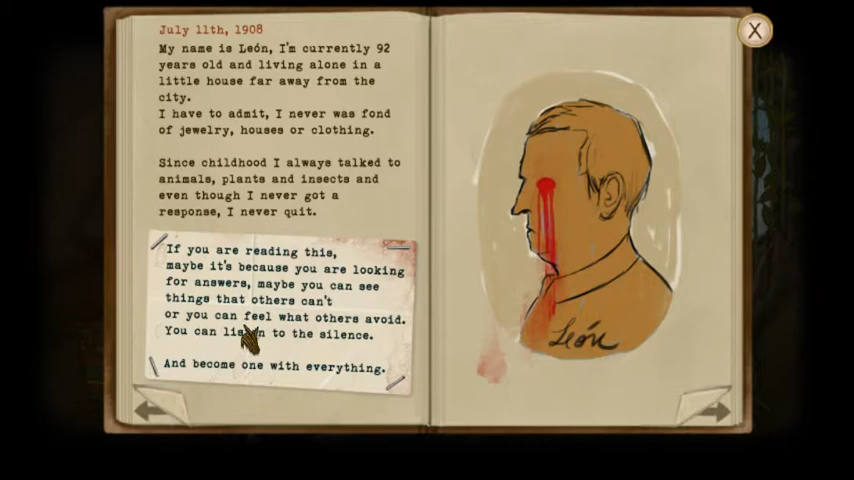 July 11th, 1908
My name is León, I'm currently 92
years old and living alone in a
little house far away from the
city.
I have to admit, I never was fond
of jewelry, houses or clothing.
Since childhood I always talked to
animals, plants and insects and
even though I never got a
response, I never quit.
If you are reading this,
maybe it's because you are looking
for answers, maybe you can see
things that others can't
or you can feel what others avoid.
You can listen to the silence.
And become one with everything.
León
X